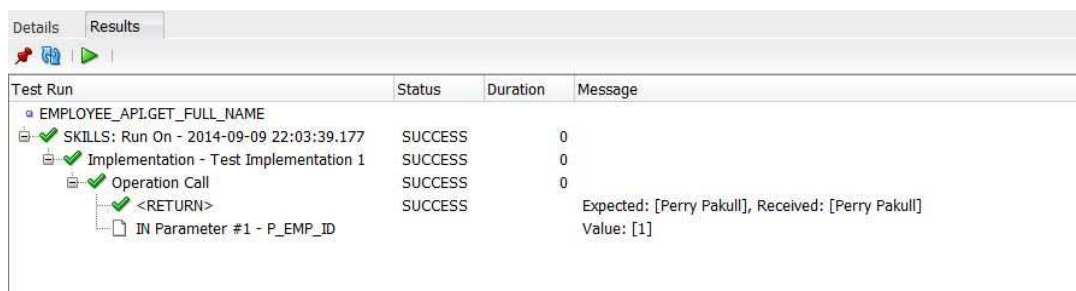 Details Results
Test Run Status Duration Message
EMPLOYEE_API.GET_FULL_NAME
SKILLS: Run On - 2014-09-09 22:03:39.177 SUCCESS 0
Implementation - Test Implementation 1 SUCCESS 0
Operation Call SUCCESS 0
<RETURN> SUCCESS Expected: [Perry Pakull], Received: [Perry Pakull]
IN Parameter #1 - P_EMP_ID Value: [1]